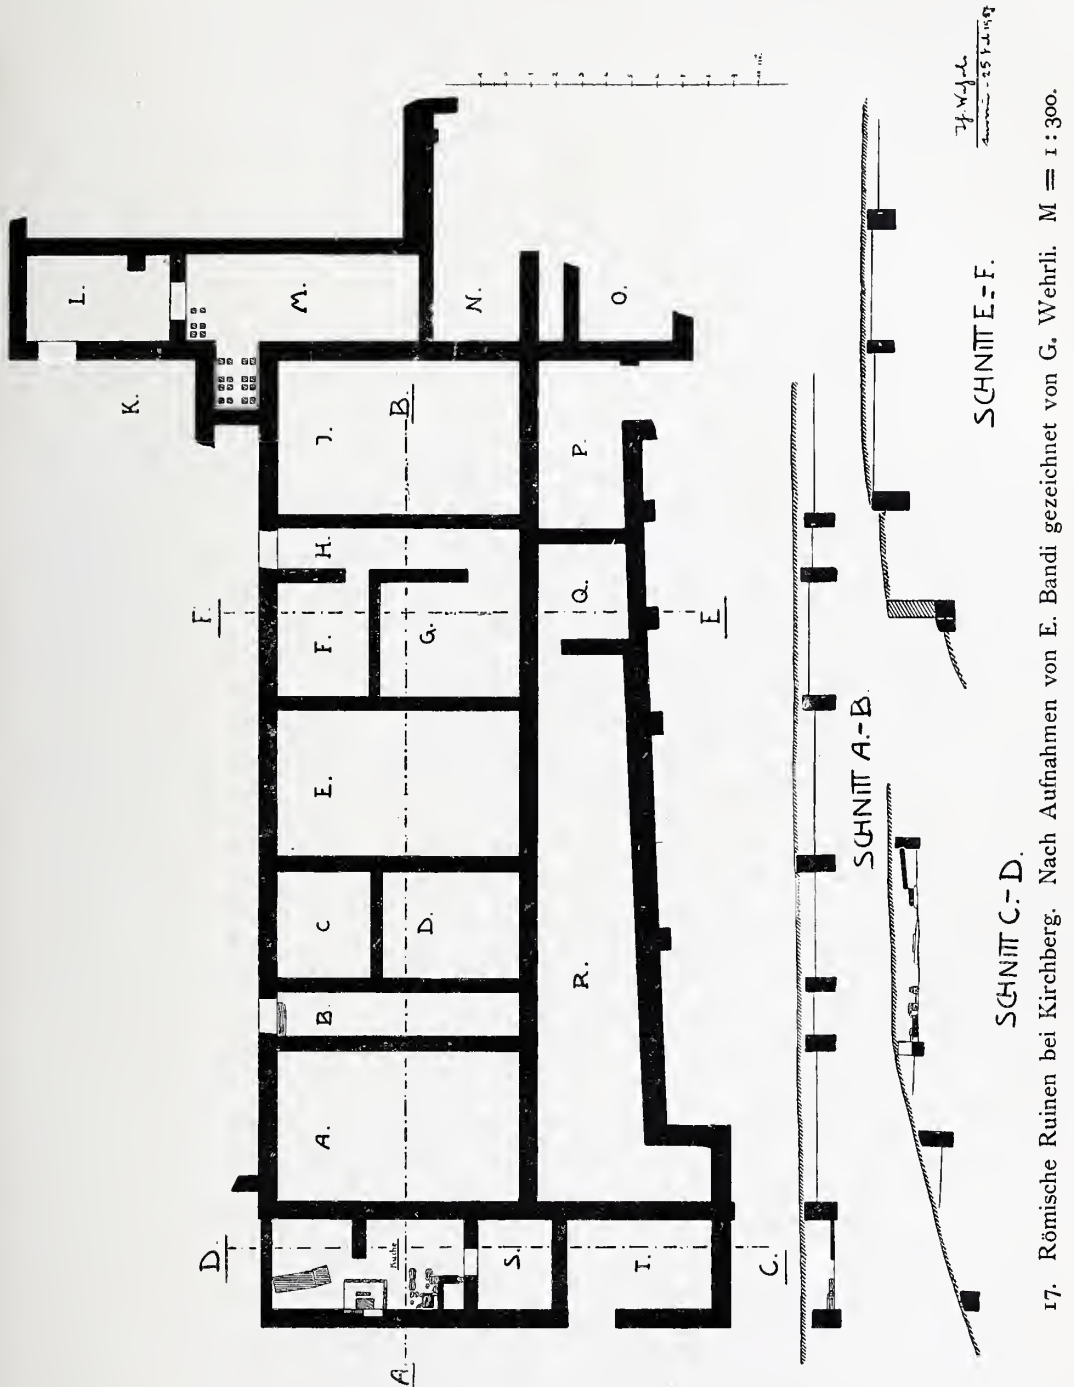 L.
M.
K.
N.
O.
J.
B.
P.
H.
F.
F.
G.
Q.
E.
E.
C
D.
B.
R.
A.
D.
Küche
S.
T.
C.
A.
SCHNITT A.-B.
SCHNITT C.-D.
SCHNITT E.-F.
17. Römische Ruinen bei Kirchberg. Nach Aufnahmen von E. Bandi gezeichnet von G. Wehrli. M = 1 : 300.